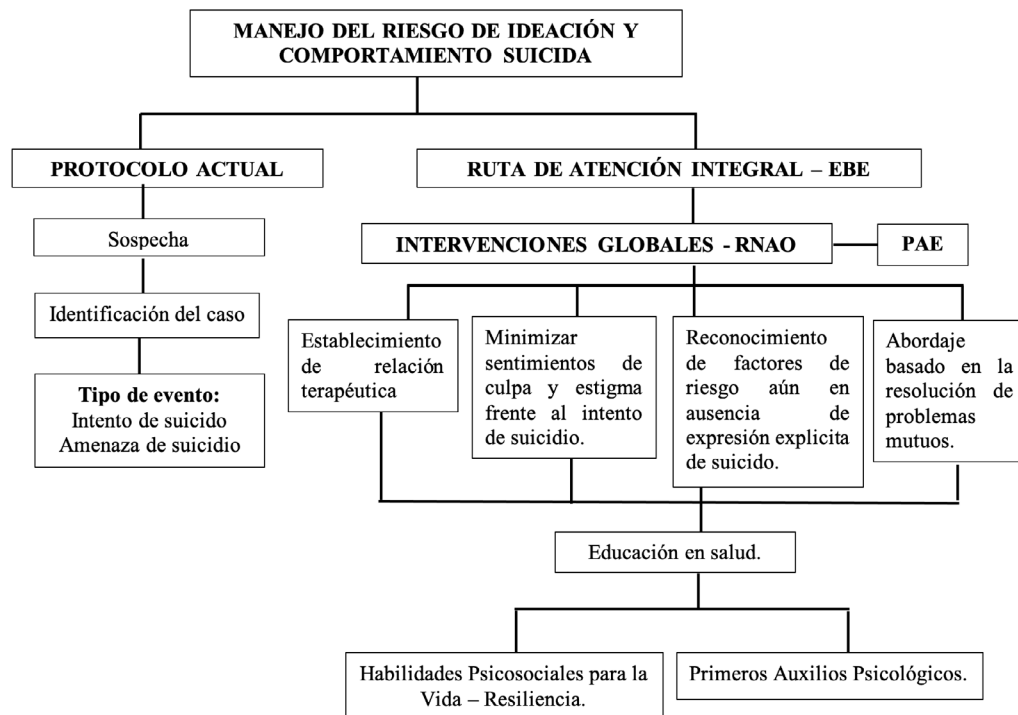 MANEJO DEL RIESGO DE IDEACIÓN Y
COMPORTAMIENTO SUICIDA
PROTOCOLO ACTUAL
RUTA DE ATENCIÓN INTEGRAL – EBE
Sospecha
INTERVENCIONES GLOBALES - RNAO
PAE
Identificación del caso
Establecimiento
de relación
terapéutica
Minimizar
sentimientos de
culpa y estigma
frente al intento
de suicidio.
Reconocimiento
de factores de
riesgo aún en
ausencia de
expresión explicita
de suicido.
Abordaje
basado en la
resolución de
problemas
mutuos.
Tipo de evento:
Intento de suicido
Amenaza de suicidio
Educación en salud.
Habilidades Psicosociales para la
Vida – Resiliencia.
Primeros Auxilios Psicológicos.